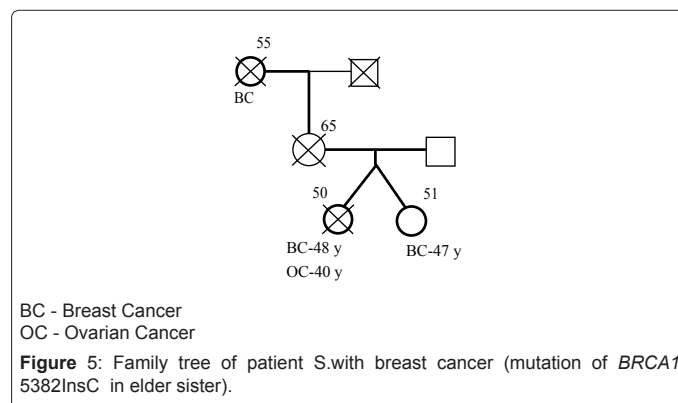 55
BC
65
50
51
BC-48 y
BC-47 y
OC-40 y
BC - Breast Cancer
OC - Ovarian Cancer
Figure 5: Family tree of patient S.with breast cancer (mutation of BRCA1
5382InsC in elder sister).